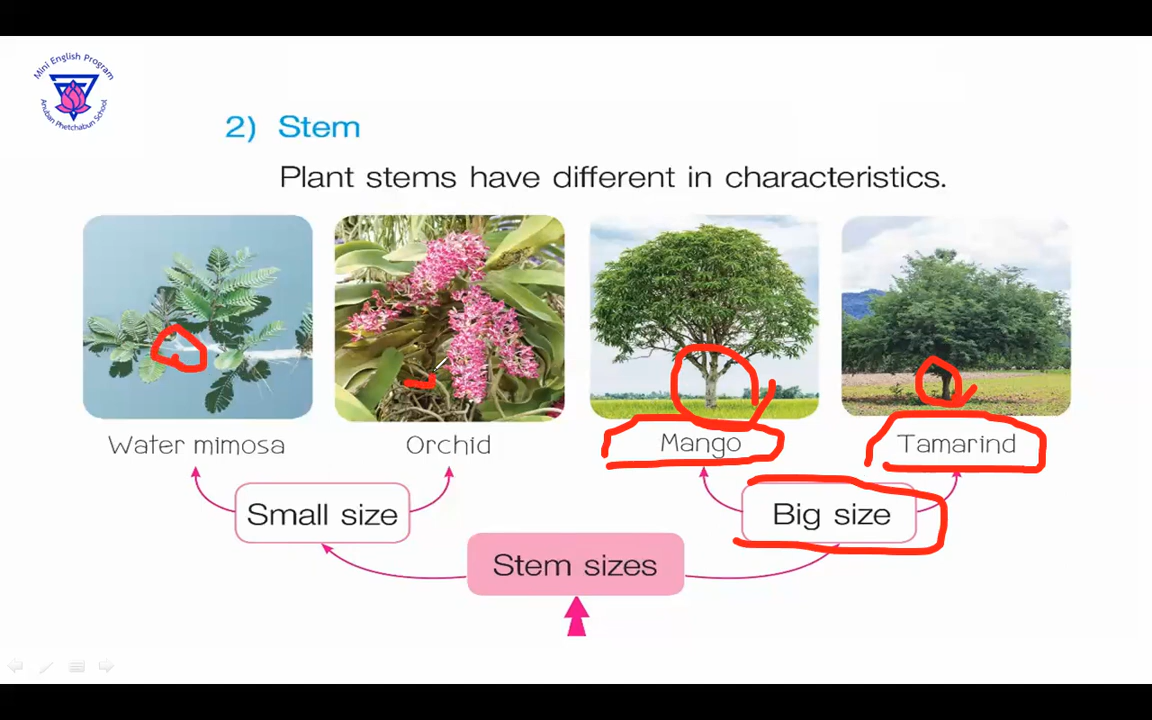 Mini English Program
Anuban Phetchabun School
2) Stem
Plant stems have different in characteristics.
Water mimosa
Orchid
Mango
Tamarind
Small size
Big size
Stem sizes